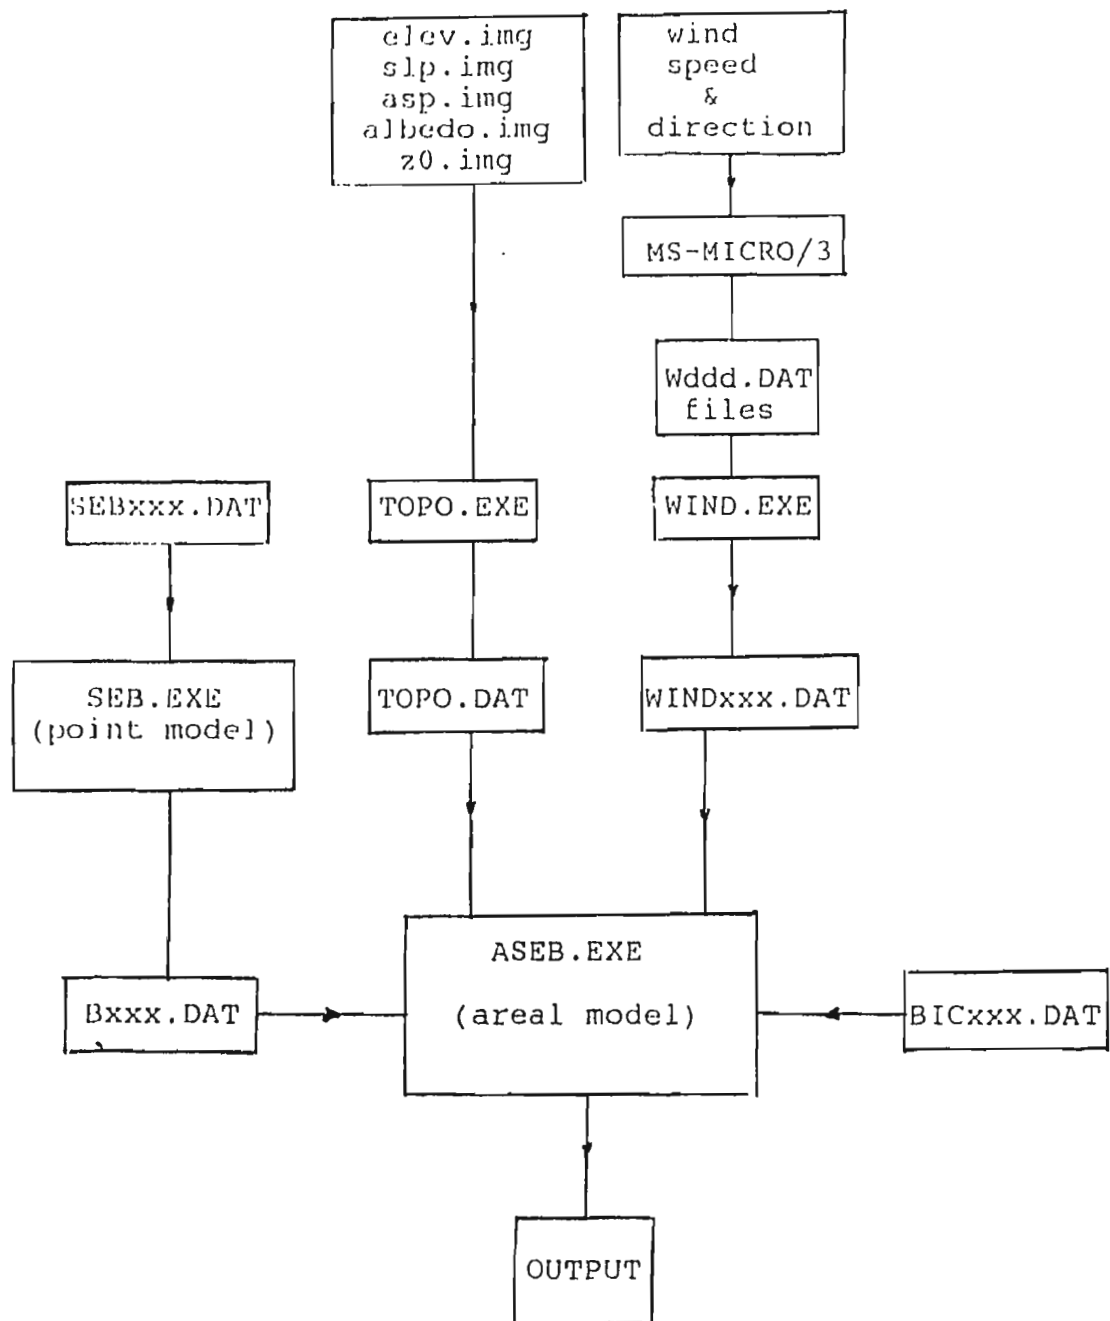 elev.img
slp.img
asp.img
albedo.img
z0.img
wind
speed
&
direction
MS-MICRO/3
Wddd.DAT
files
SEBxxx.DAT
TOPO.EXE
WIND.EXE
SEB.EXE
(point model)
TOPO.DAT
WINDxxx.DAT
ASEB.EXE
(areal model)
Bxxx.DAT
BICxxx.DAT
OUTPUT